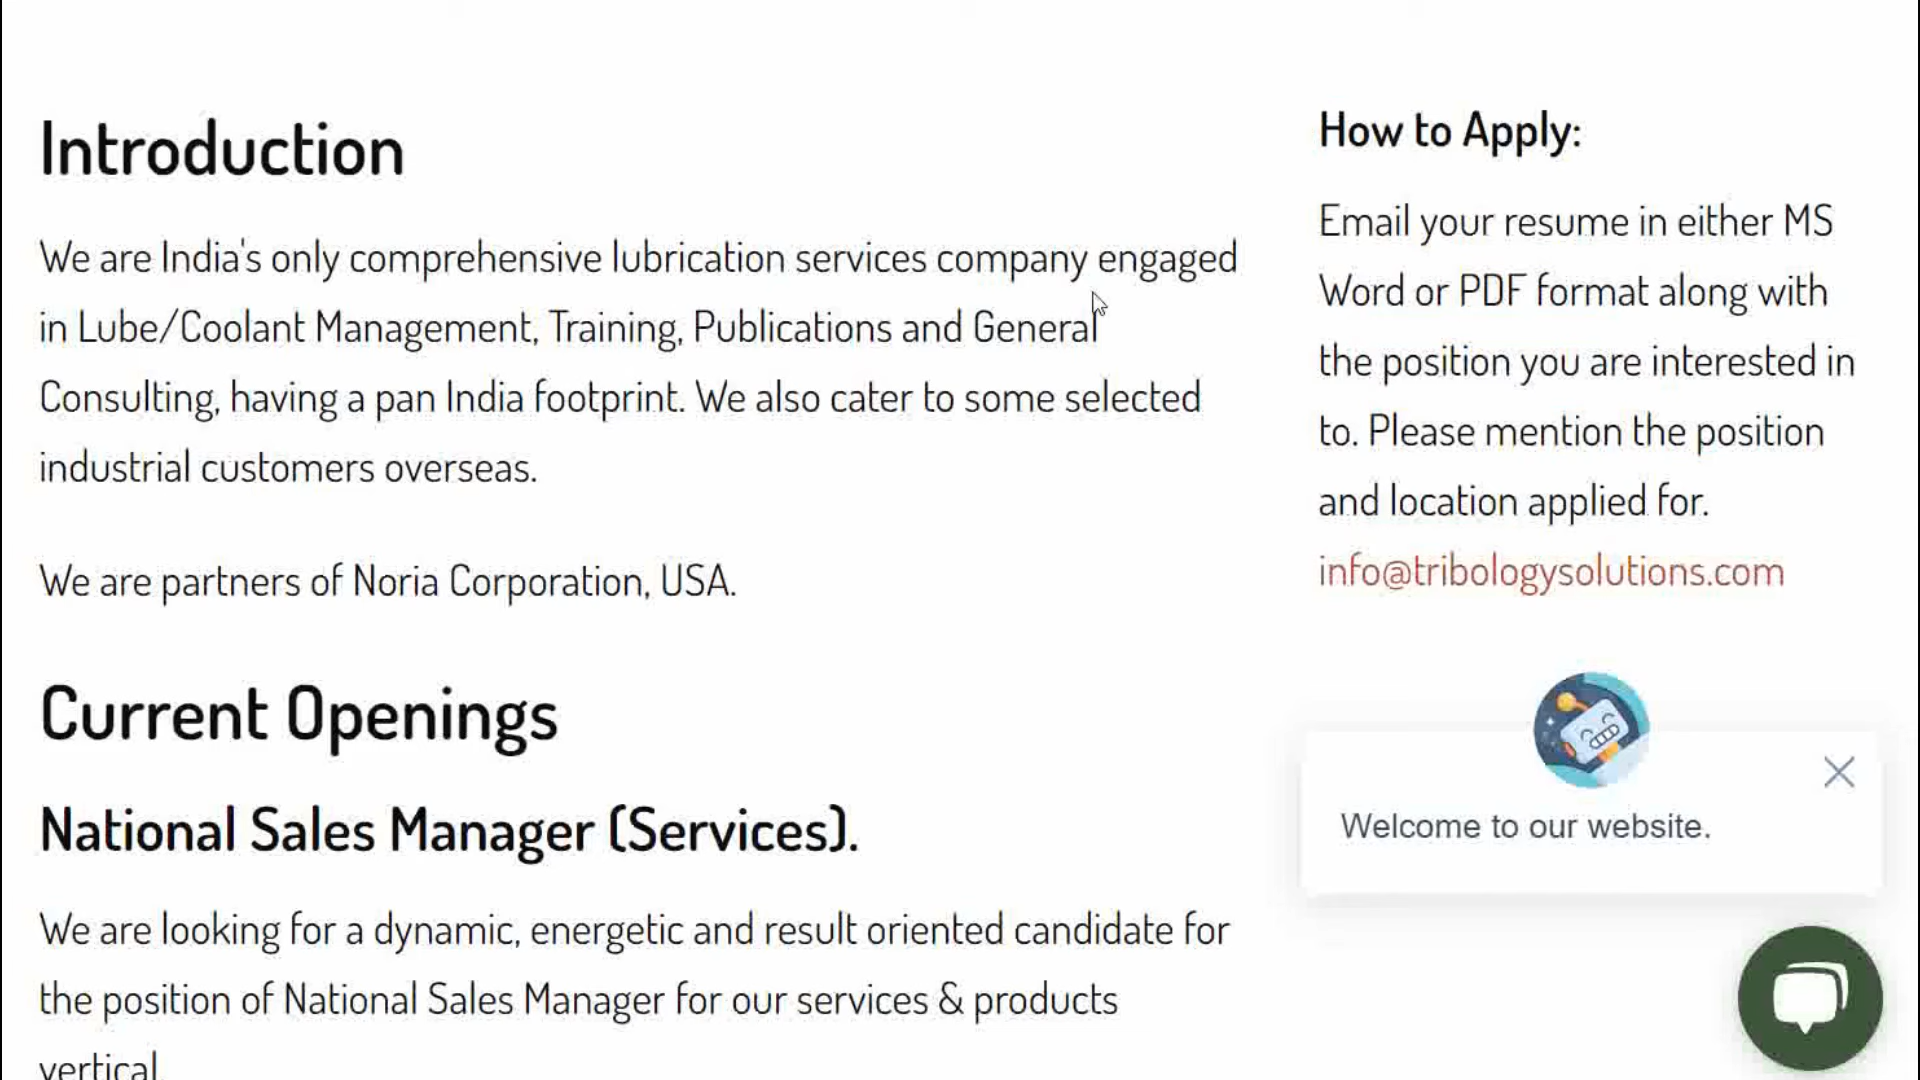 Introduction
We are India's only comprehensive lubrication services company engaged
in Lube/Coolant Management, Training, Publications and General
Consulting, having a pan India footprint. We also cater to some selected
industrial customers overseas.
We are partners of Noria Corporation, USA.
Current Openings
National Sales Manager (Services).
We are looking for a dynamic, energetic and result oriented candidate for
the position of National Sales Manager for our services & products
vertical.
How to Apply:
Email your resume in either MS
Word or PDF format along with
the position you are interested in
to. Please mention the position
and location applied for.
info@tribologysolutions.com
Welcome to our website.